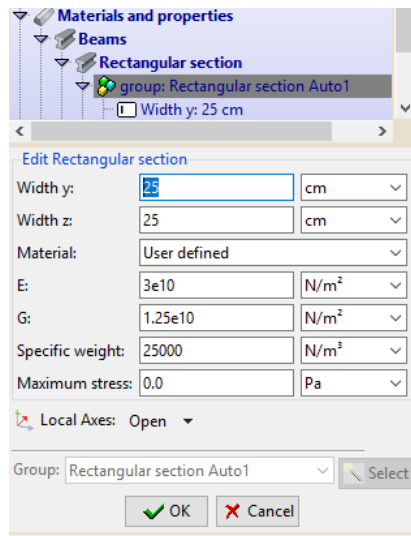 Materials and properties
Beams
Rectangular section
group: Rectangular section Auto1
Width y: 25 cm
Edit Rectangular section
Width y: 25 cm
Width z: 25 cm
Material: User defined
E: 3e10 N/m²
G: 1.25e10 N/m²
Specific weight: 25000 N/m³
Maximum stress: 0.0 Pa
Local Axes: Open
Group: Rectangular section Auto1 Select
OK Cancel